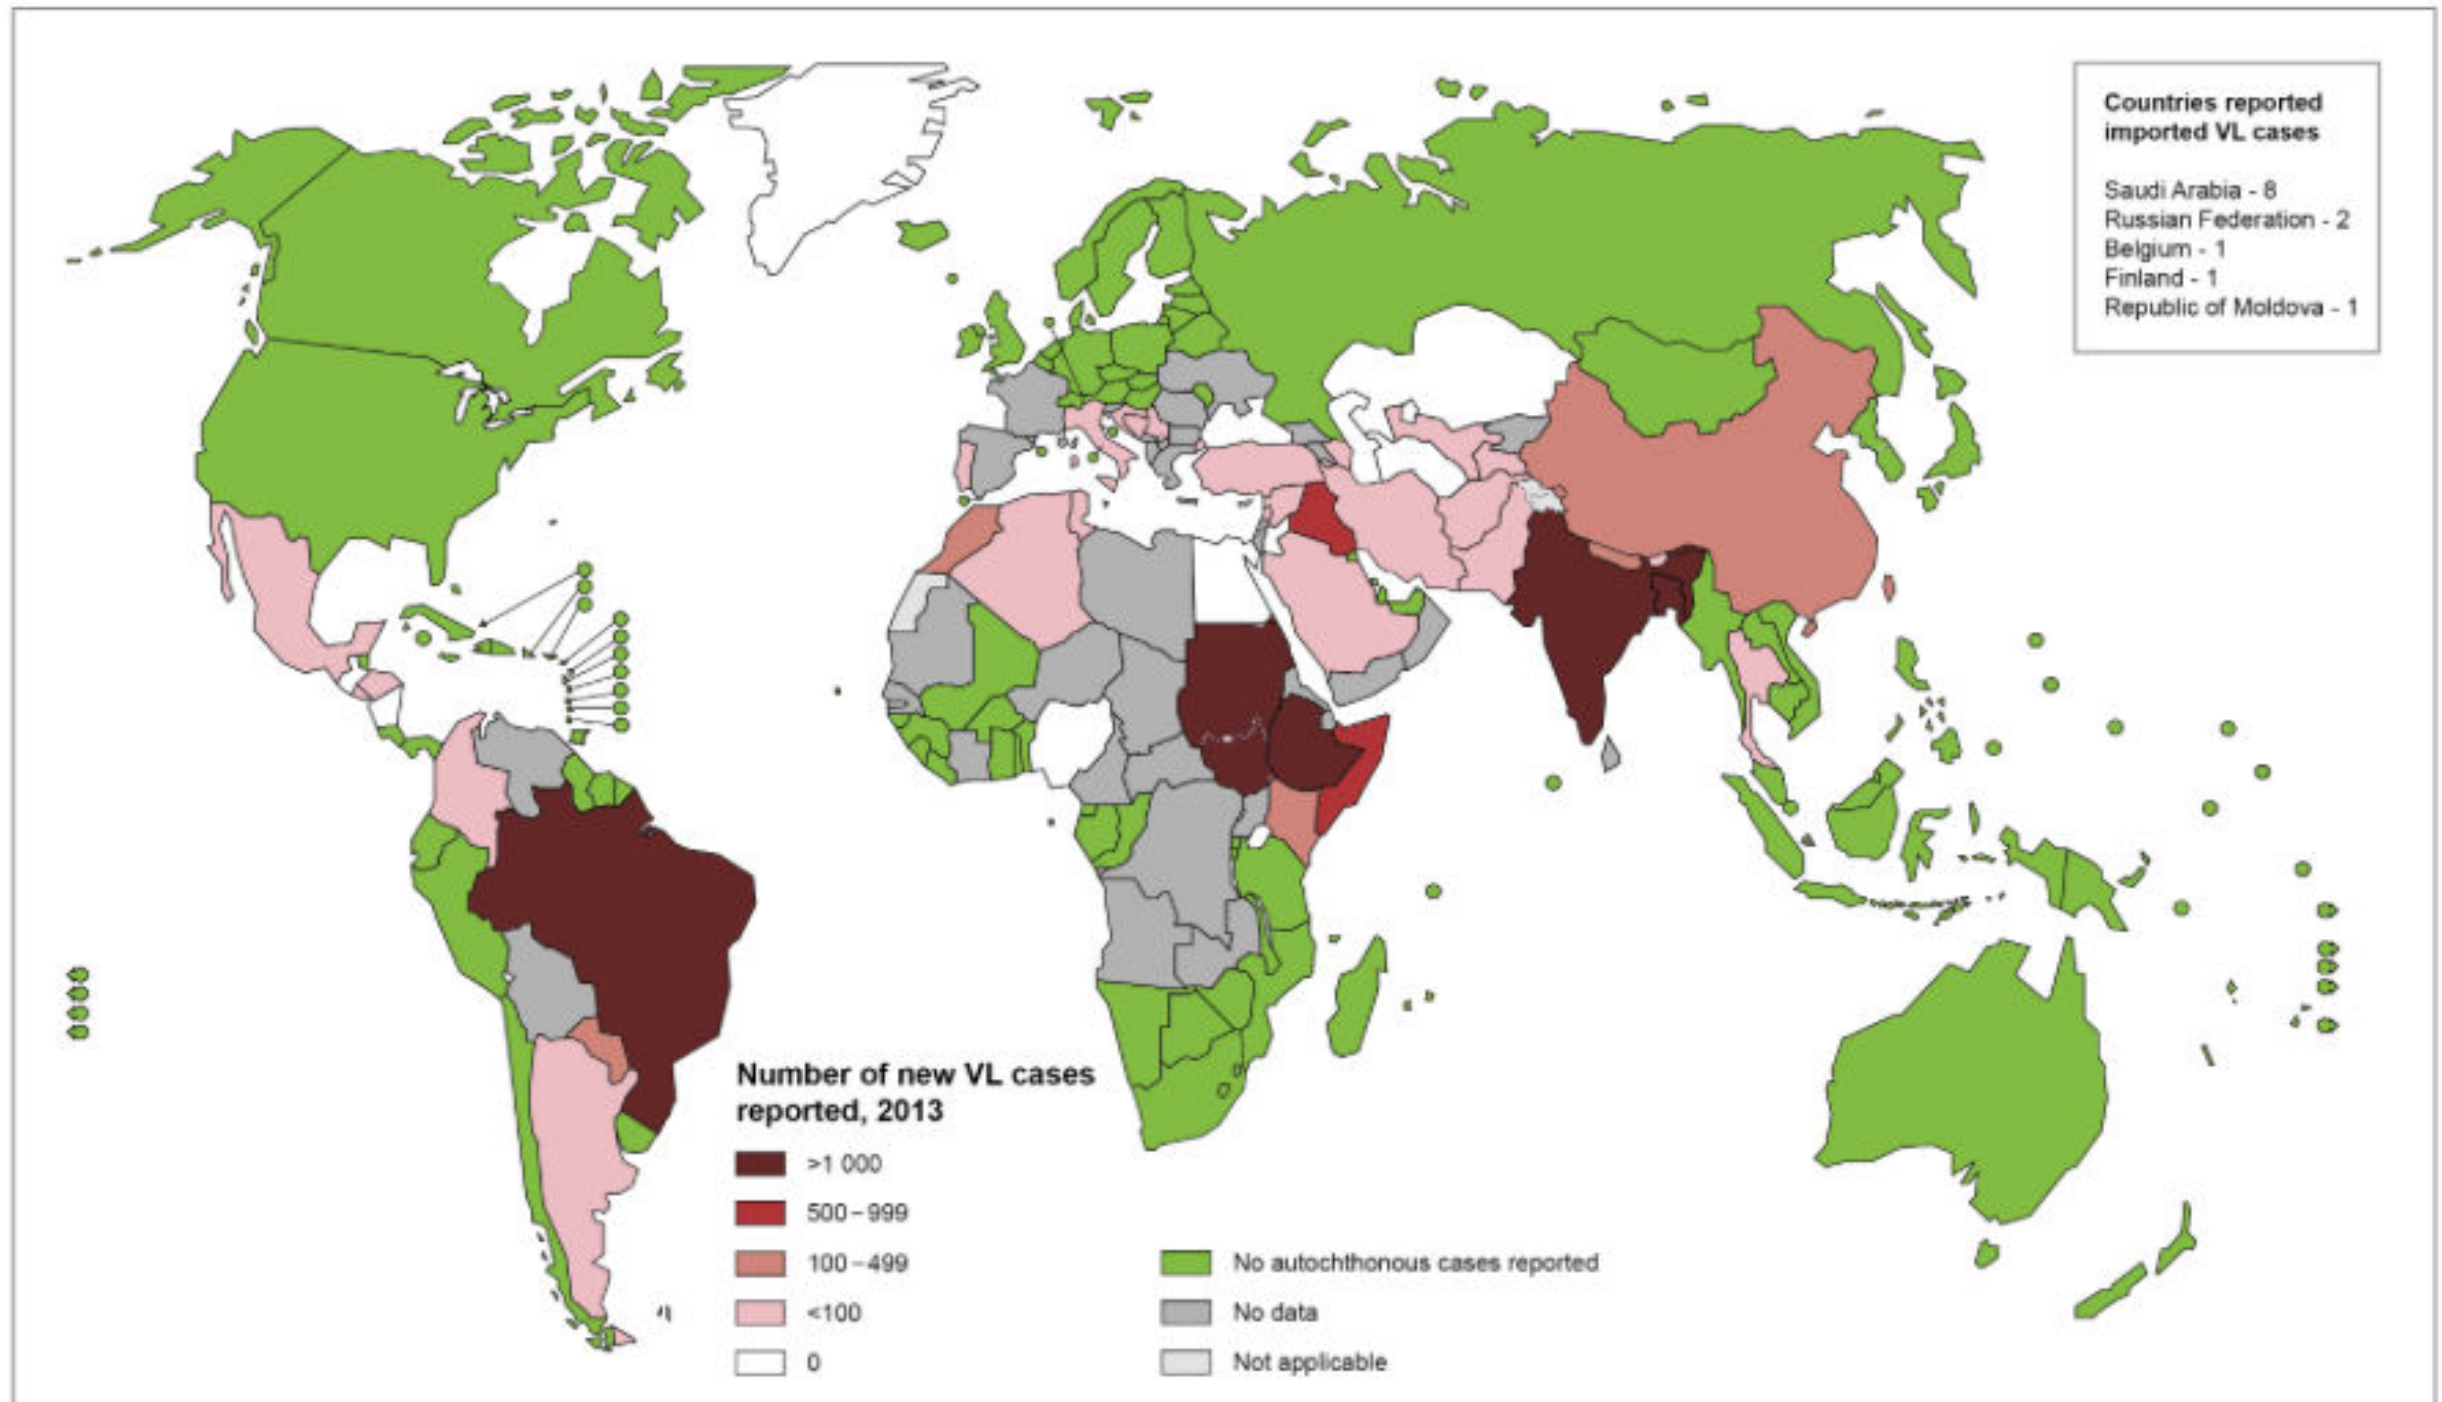 Countries reported
imported VL cases
Saudi Arabia - 8
Russian Federation - 2
Belgium - 1
Finland - 1
Republic of Moldova - 1
Number of new VL cases
reported, 2013
>1 000
500–999
100–499
<100
0
No autochthonous cases reported
No data
Not applicable